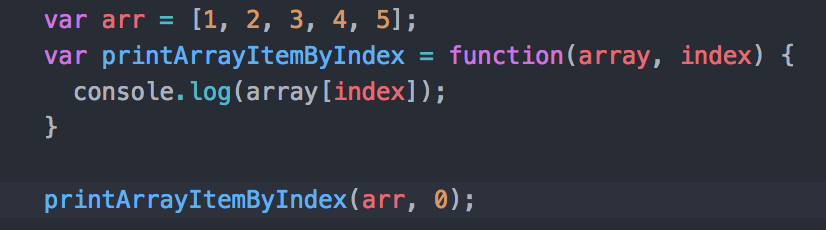 var arr = [1, 2, 3, 4, 5];
var printArrayItemByIndex = function(array, index) {
  console.log(array[index]);
}
printArrayItemByIndex(arr, 0);